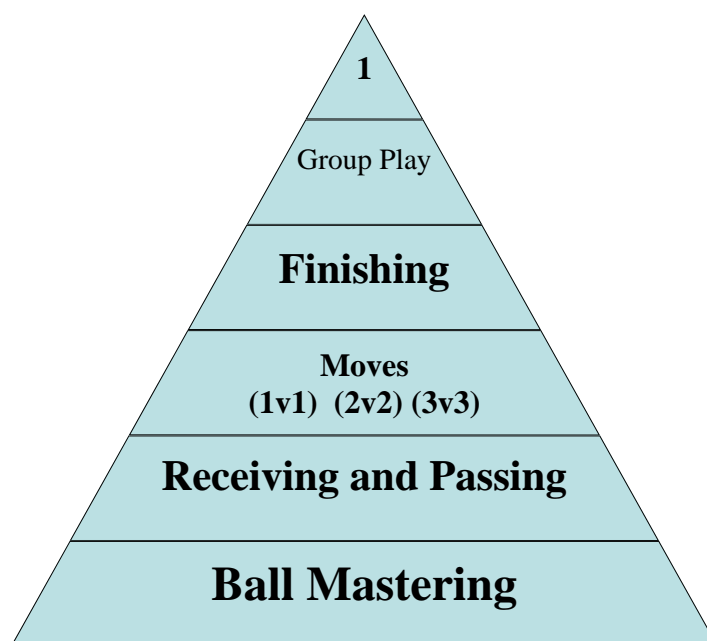 1
Group Play
Finishing
Moves
(1v1) (2v2) (3v3)
Receiving and Passing
Ball Mastering